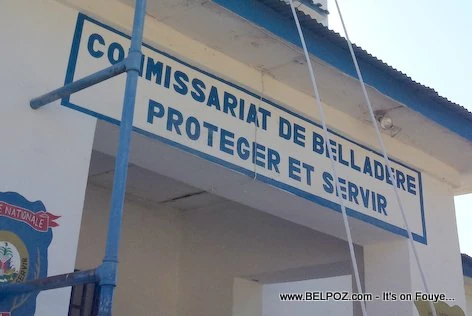 COMMISSARIAT DE BELLADERE
PROTEGER ET SERVIR
E NATIONALE
www.BELPOZ.com - It's on Fouye...